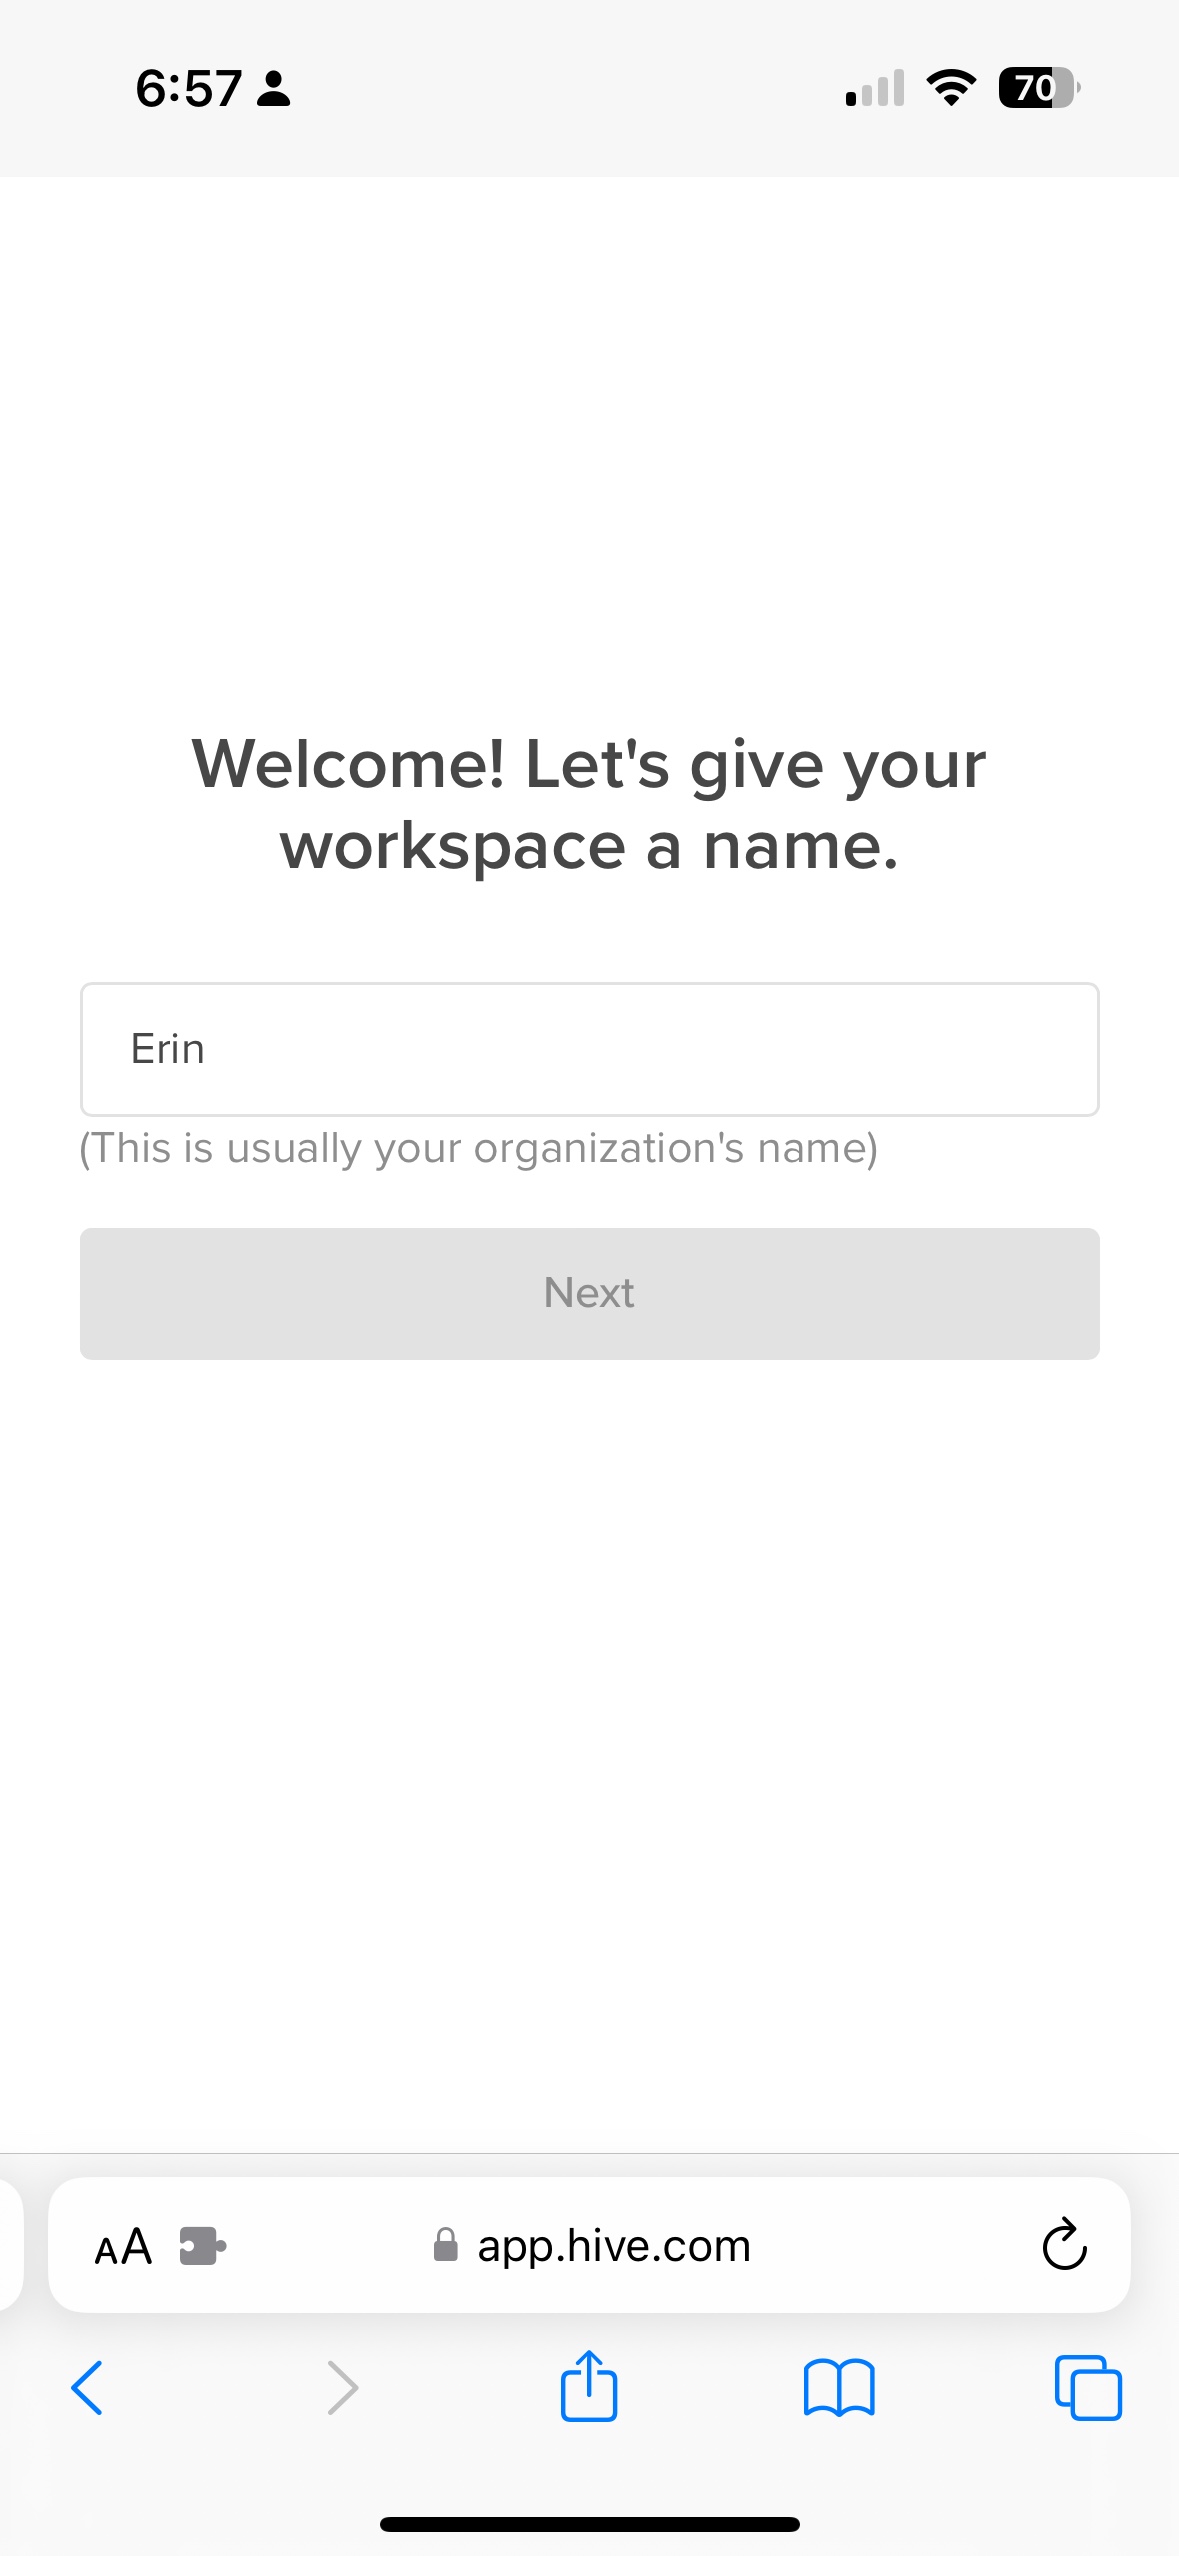 6:57
70
Welcome! Let's give your
workspace a name.
Erin
(This is usually your organization's name)
Next
AA
app.hive.com